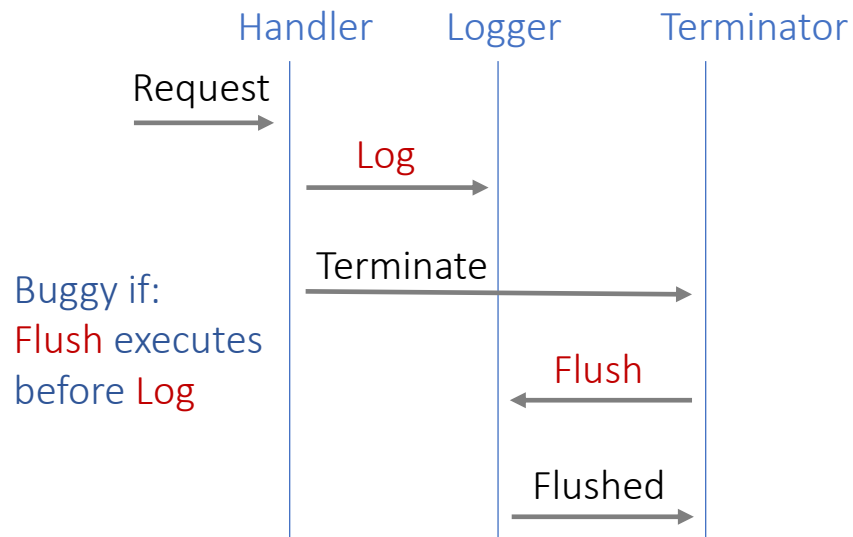 Handler Logger Terminator
Request
Log
Terminate
Buggy if:
Flush executes
before Log
Flush
Flushed